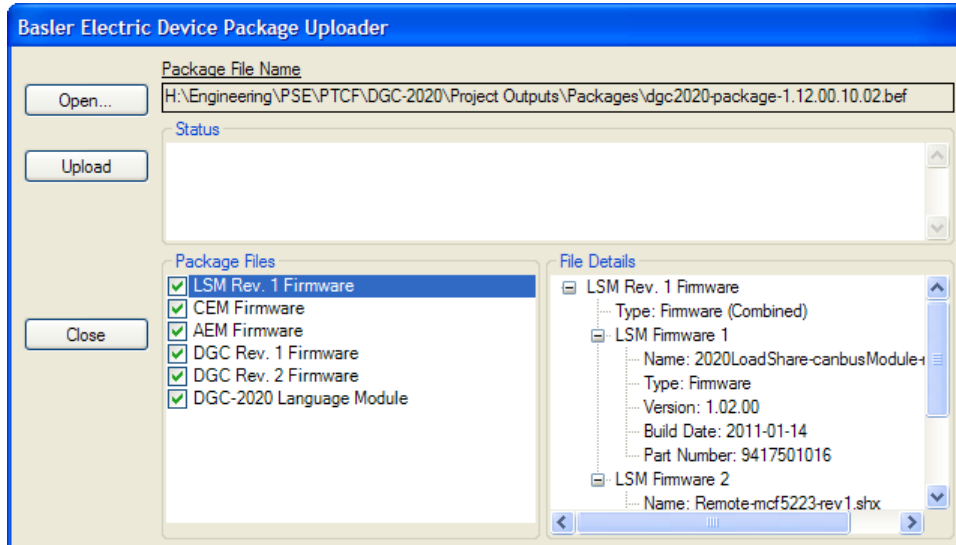 Basler Electric Device Package Uploader
Package File Name
Open...
H:\Engineering\PSE\PTCF\DGC-2020\Project Outputs\Packages\dgc2020-package-1.12.00.10.02.bef
Status
Upload
Package Files
LSM Rev. 1 Firmware
CEM Firmware
AEM Firmware
DGC Rev. 1 Firmware
DGC Rev. 2 Firmware
DGC-2020 Language Module
Close
File Details
LSM Rev. 1 Firmware
Type: Firmware (Combined)
LSM Firmware 1
Name: 2020LoadShare-canbusModule-
Type: Firmware
Version: 1.02.00
Build Date: 2011-01-14
Part Number: 9417501016
LSM Firmware 2
Name: Remote-mcf5223-rev1.shx